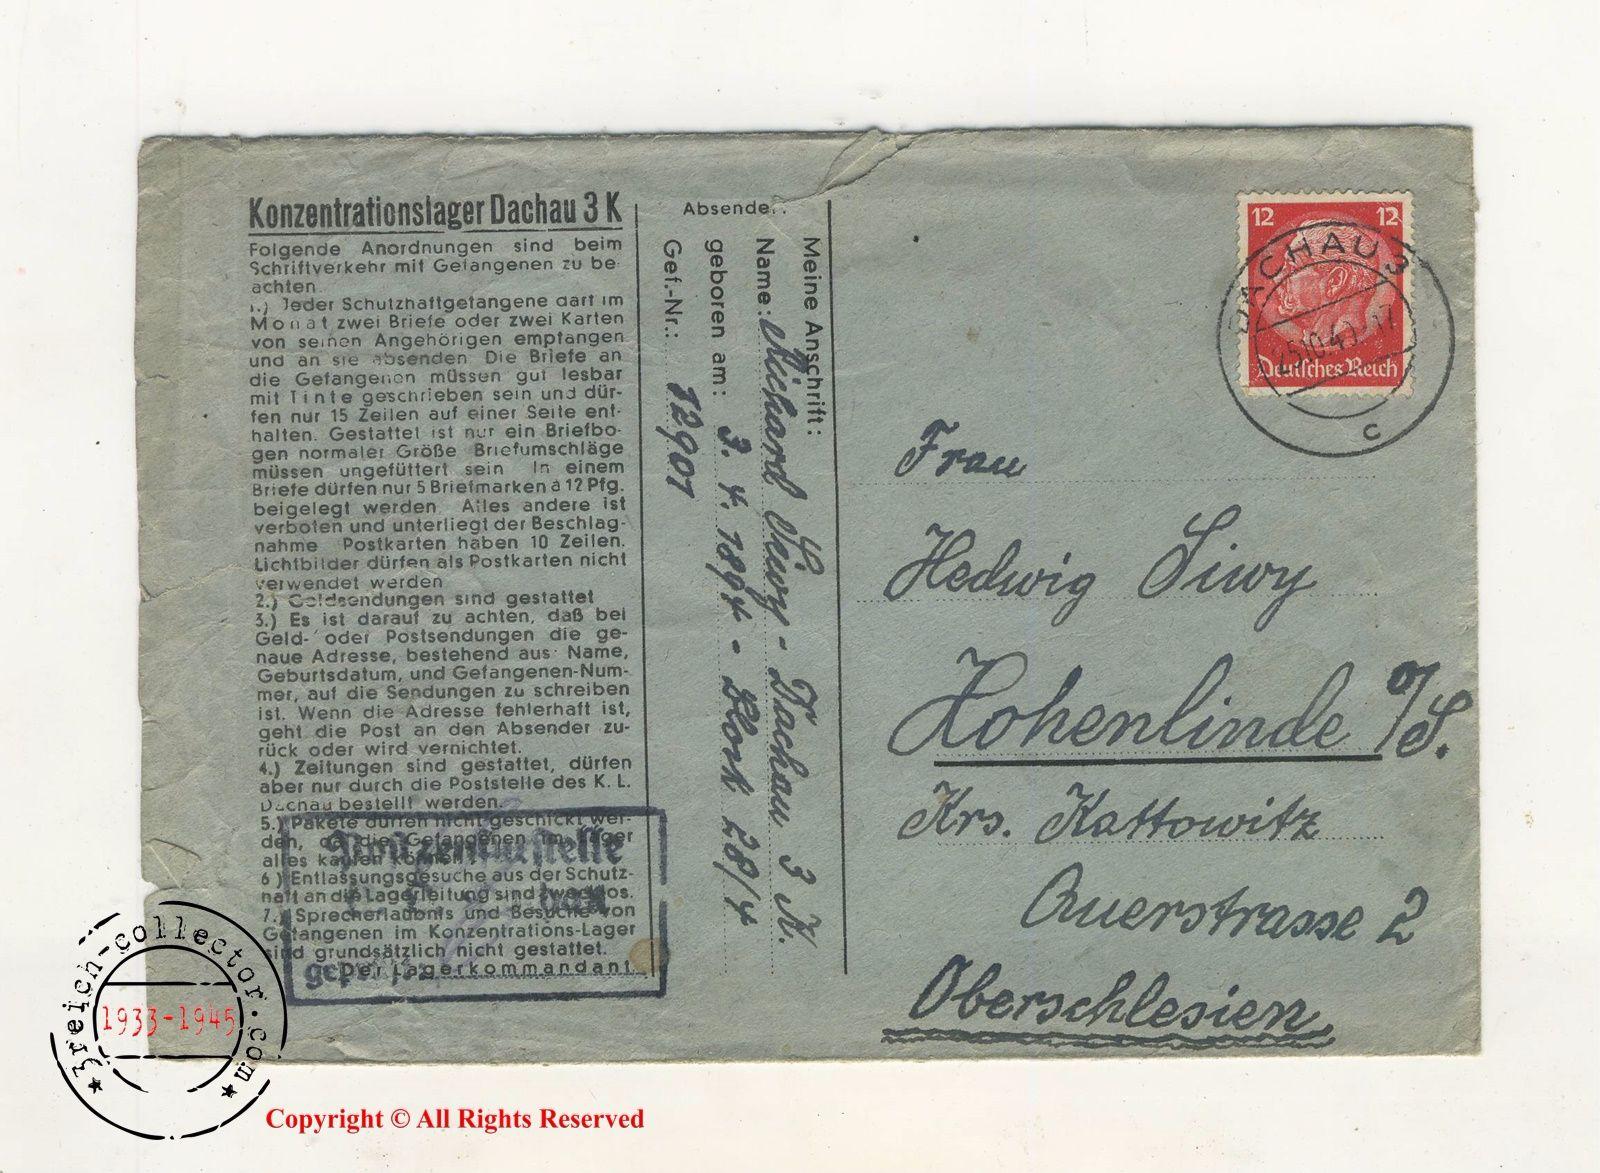 Konzentrationslager Dachau 3 K
Folgende Anordnungen sind beim
Schriftverkehr mit Gefangenen zu be-
achten.
1.) Jeder Schutzhaftgefangene darf im
Monat zwei Briefe oder zwei Karten
von seinen Angehörigen empfangen
und an sie absenden. Die Briefe an
die Gefangenen müssen gut lesbar
mit Tinte geschrieben sein und dür-
fen nur 15 Zeilen auf einer Seite ent-
halten. Gestattet ist nur ein Briefbo-
gen normaler Größe. Briefumschläge
müssen ungefüttert sein. In einem
Briefe dürfen nur 5 Briefmarken à 12 Pfg.
beigelegt werden. Alles andere ist
verboten und unterliegt der Beschlag-
nahme. Postkarten haben 10 Zeilen.
Lichtbilder dürfen als Postkarten nicht
verwendet werden.
2.) Geldsendungen sind gestattet
3.) Es ist darauf zu achten, daß bei
Geld- oder Postsendungen die ge-
naue Adresse, bestehend aus: Name,
Geburtsdatum, und Gefangenen-Num-
mer, auf die Sendungen zu schreiben
ist. Wenn die Adresse fehlerhaft ist,
geht die Post an den Absender zu-
rück oder wird vernichtet.
4.) Zeitungen sind gestattet, dürfen
aber nur durch die Poststelle des K. L.
Dachau bestellt werden.
5.) Pakete dürfen nicht geschickt wer-
den, da die Gefangenen im Lager
alles kaufen können.
6.) Entlassungsgesuche aus der Schutz-
haft an die Lagerleitung sind zwecklos.
7.) Sprecherlaubnis und Besuche von
Gefangenen im Konzentrations-Lager
sind grundsätzlich nicht gestattet.
Der Lagerkommandant
Absender:
Meine Anschrift:
Name: Richard Siwy - Dachau 3 K.
geboren am: 3. 4. 1894 - Block 28/4
Gef.-Nr.: 12901
12 12
Deutsches Reich
DACHAU 3
25.10.40-17
c
Frau
Hedwig Siwy
Hohenlinde O/S.
Krs. Kattowitz
Auerstrasse 2
Oberschlesien
3reich-collector.com
1933-1945
Copyright © All Rights Reserved